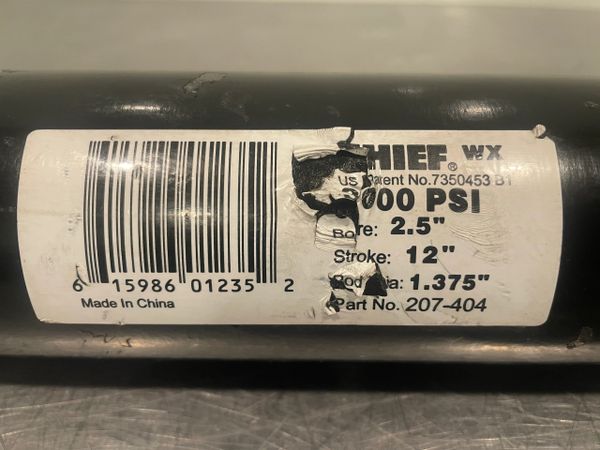 HIEF® WX
US Patent No.7350453 B1
000 PSI
Bore: 2.5"
Stroke: 12"
Rod Dia: 1.375"
Part No. 207-404
6 15986 01235 2
Made In China